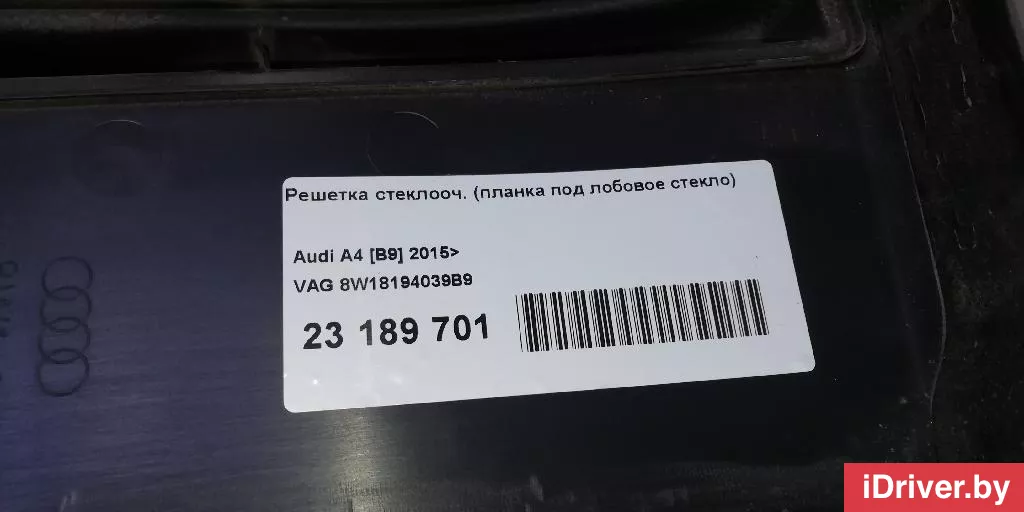 Решетка стеклооч. (планка под лобовое стекло)
Audi A4 [B9] 2015>
VAG 8W18194039B9
23 189 701
iDriver.by